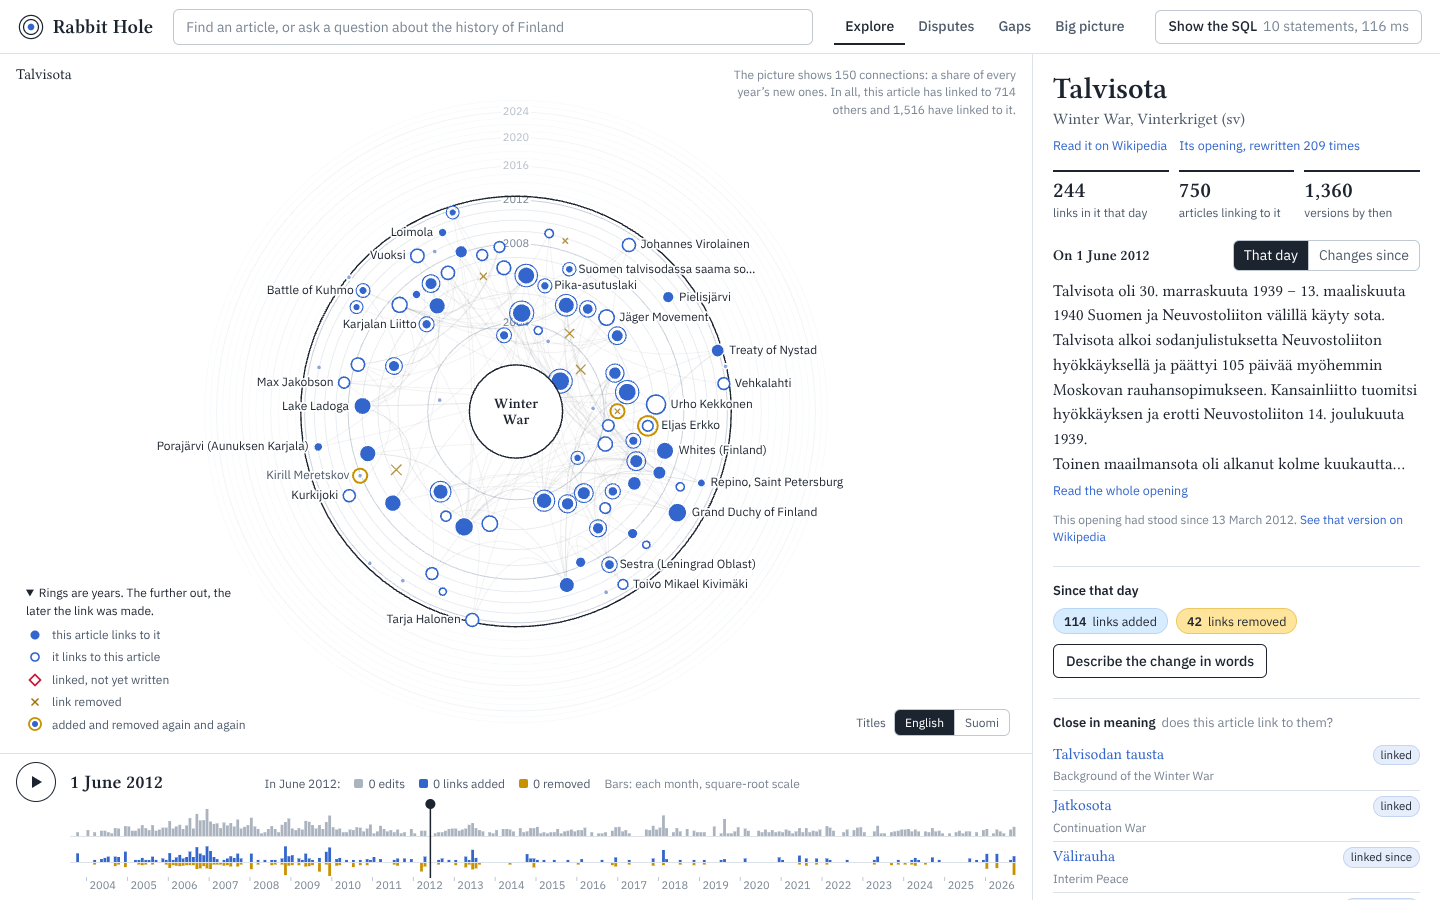 Rabbit Hole
Find an article, or ask a question about the history of Finland
Explore
Disputes
Gaps
Big picture
Show the SQL 10 statements, 116 ms
Talvisota
The picture shows 150 connections: a share of every
year's new ones. In all, this article has linked to 714
others and 1,516 have linked to it.
2024
2020
2016
2012
2008
Loimola
Vuoksi
Battle of Kuhmo
Karjalan Liitto
Max Jakobson
Lake Ladoga
Porajärvi (Aunuksen Karjala)
Kirill Meretskov
Kurkijoki
Tarja Halonen
Winter
War
Johannes Virolainen
Suomen talvisodassa saama so…
Pika-asutuslaki
Pielisjärvi
Jäger Movement
Treaty of Nystad
Vehkalahti
Urho Kekkonen
Eljas Erkko
Whites (Finland)
Repino, Saint Petersburg
Grand Duchy of Finland
Sestra (Leningrad Oblast)
Toivo Mikael Kivimäki
▼ Rings are years. The further out, the
later the link was made.
this article links to it
it links to this article
linked, not yet written
link removed
added and removed again and again
Titles English Suomi
1 June 2012
In June 2012: 0 edits 0 links added 0 removed Bars: each month, square-root scale
2004 2005 2006 2007 2008 2009 2010 2011 2012 2013 2014 2015 2016 2017 2018 2019 2020 2021 2022 2023 2024 2025 2026
Talvisota
Winter War, Vinterkriget (sv)
Read it on Wikipedia Its opening, rewritten 209 times
244
links in it that day
750
articles linking to it
1,360
versions by then
On 1 June 2012
That day Changes since
Talvisota oli 30. marraskuuta 1939 – 13. maaliskuuta
1940 Suomen ja Neuvostoliiton välillä käyty sota.
Talvisota alkoi sodanjulistuksetta Neuvostoliiton
hyökkäyksellä ja päättyi 105 päivää myöhemmin
Moskovan rauhansopimukseen. Kansainliitto tuomitsi
hyökkäyksen ja erotti Neuvostoliiton 14. joulukuuta
1939.
Toinen maailmansota oli alkanut kolme kuukautta…
Read the whole opening
This opening had stood since 13 March 2012. See that version on
Wikipedia
Since that day
114 links added
42 links removed
Describe the change in words
Close in meaning does this article link to them?
Talvisodan tausta
linked
Background of the Winter War
Jatkosota
linked
Continuation War
Välirauha
linked since
Interim Peace